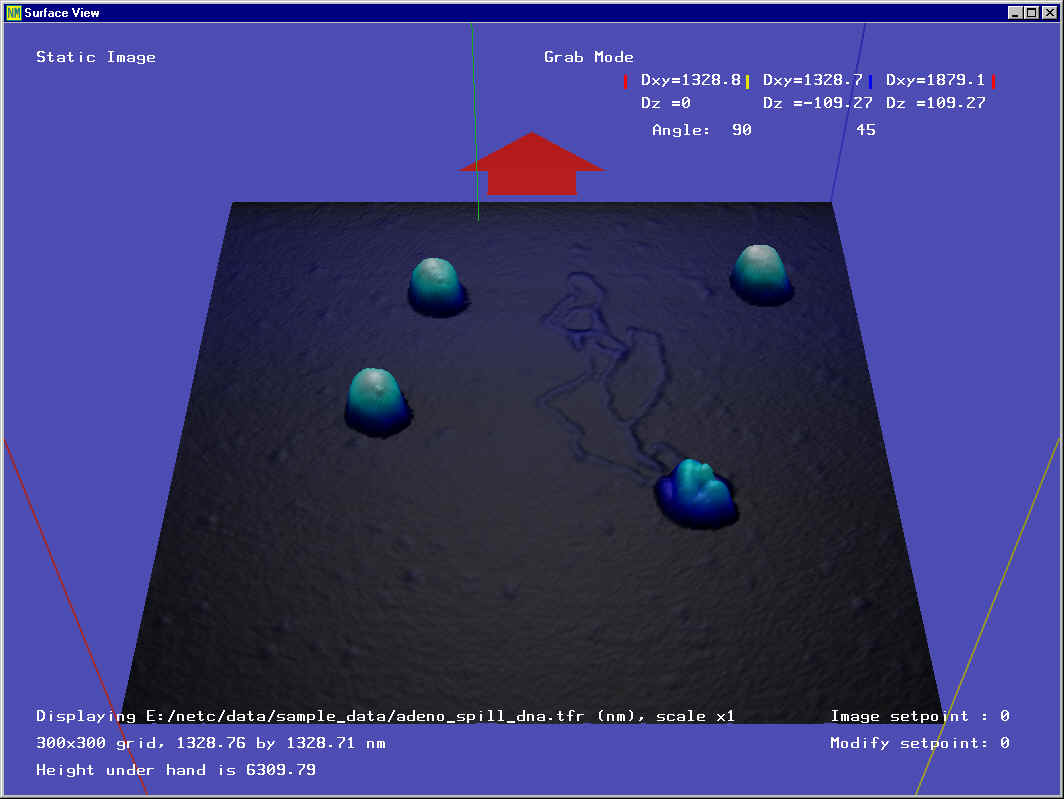 NM Surface View
Static Image
Grab Mode
Dxy=1328.8 Dxy=1328.7 Dxy=1879.1
Dz =0 Dz =-109.27 Dz =109.27
Angle: 90 45
Displaying E:/netc/data/sample_data/adeno_spill_dna.tfr (nm), scale x1
Image setpoint : 0
300x300 grid, 1328.76 by 1328.71 nm
Modify setpoint: 0
Height under hand is 6309.79